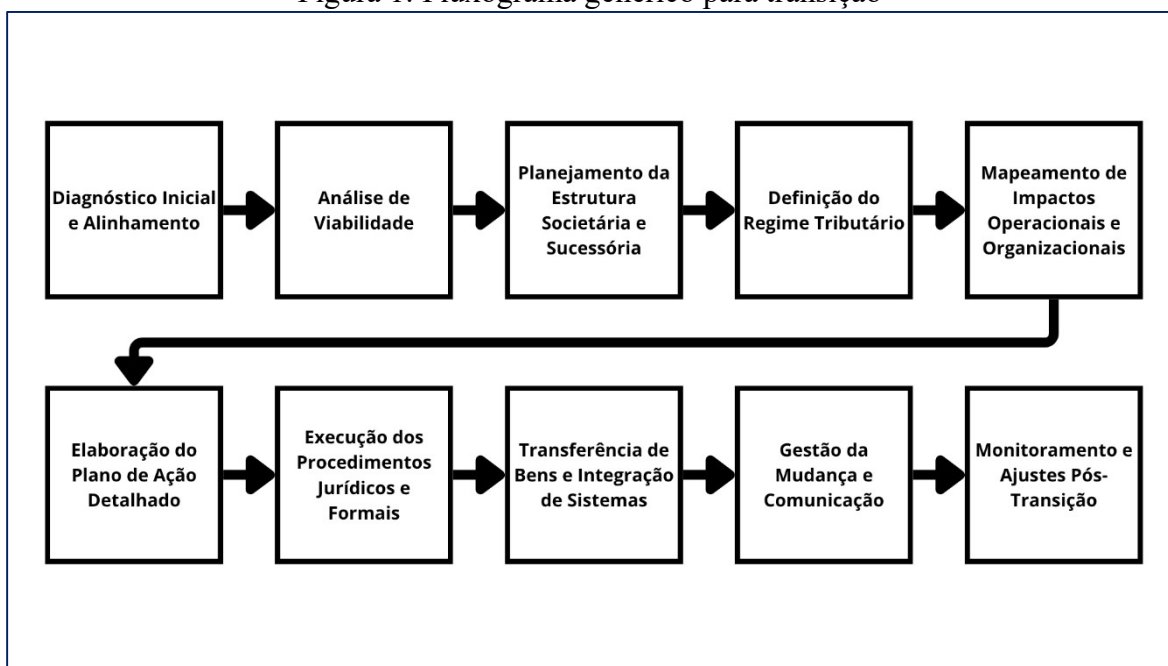 Figura 1: Fluxograma genérico para transição
Diagnóstico Inicial
e Alinhamento
Análise de
Viabilidade
Planejamento da
Estrutura
Societária e
Sucessória
Definição do
Regime Tributário
Mapeamento de
Impactos
Operacionais e
Organizacionais
Elaboração do
Plano de Ação
Detalhado
Execução dos
Procedimentos
Jurídicos e
Formais
Transferência de
Bens e Integração
de Sistemas
Gestão da
Mudança e
Comunicação
Monitoramento e
Ajustes Pós-
Transição